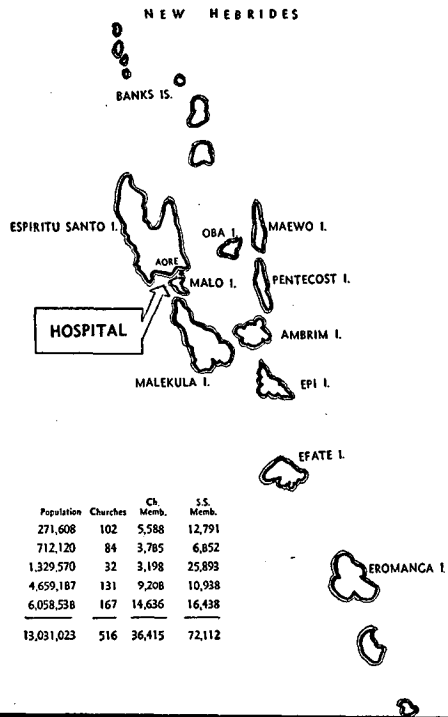 NEW HEBRIDES
BANKS IS.
ESPIRITU SANTO I.
OBA I.
MAEWO I.
AORE
MALO I.
PENTECOST I.
HOSPITAL
AMBRIM I.
MALEKULA I.
EPI I.
EFATE I.
EROMANGA I.
Population Churches Ch. Memb. S.S. Memb.
271,608 102 5,588 12,791
712,120 84 3,785 6,852
1,329,570 32 3,198 25,893
4,659,187 131 9,208 10,938
6,058,538 167 14,636 16,438
13,031,023 516 36,415 72,112